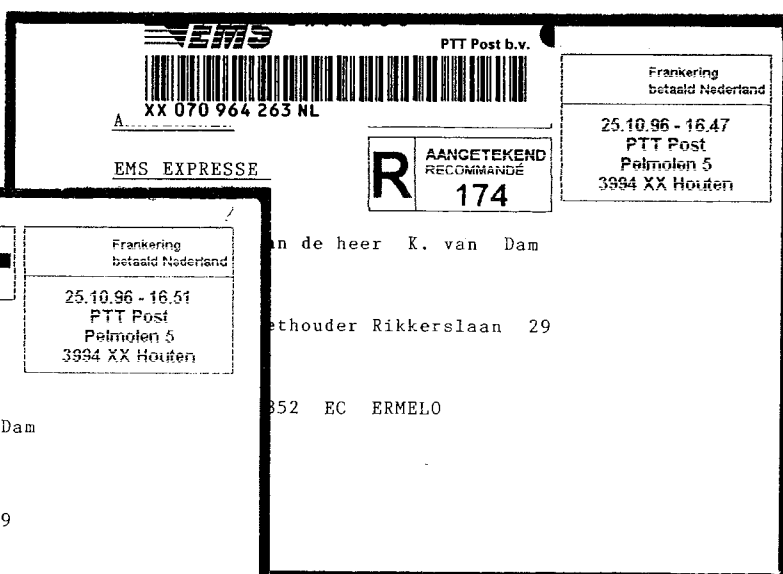 EMS
PTT Post b.v.
XX 070 964 263 NL
A
EMS EXPRESSE
R
AANGETEKEND
RECOMMANDÉ
174
Frankering
betaald Nederland
25.10.96 - 16.47
PTT Post
Pelmolen 5
3994 XX Houten
an de heer K. van Dam
ethouder Rikkerslaan 29
352 EC ERMELO
Frankering
betaald Nederland
25.10.96 - 16.51
PTT Post
Pelmolen 5
3994 XX Houten
Dam
9